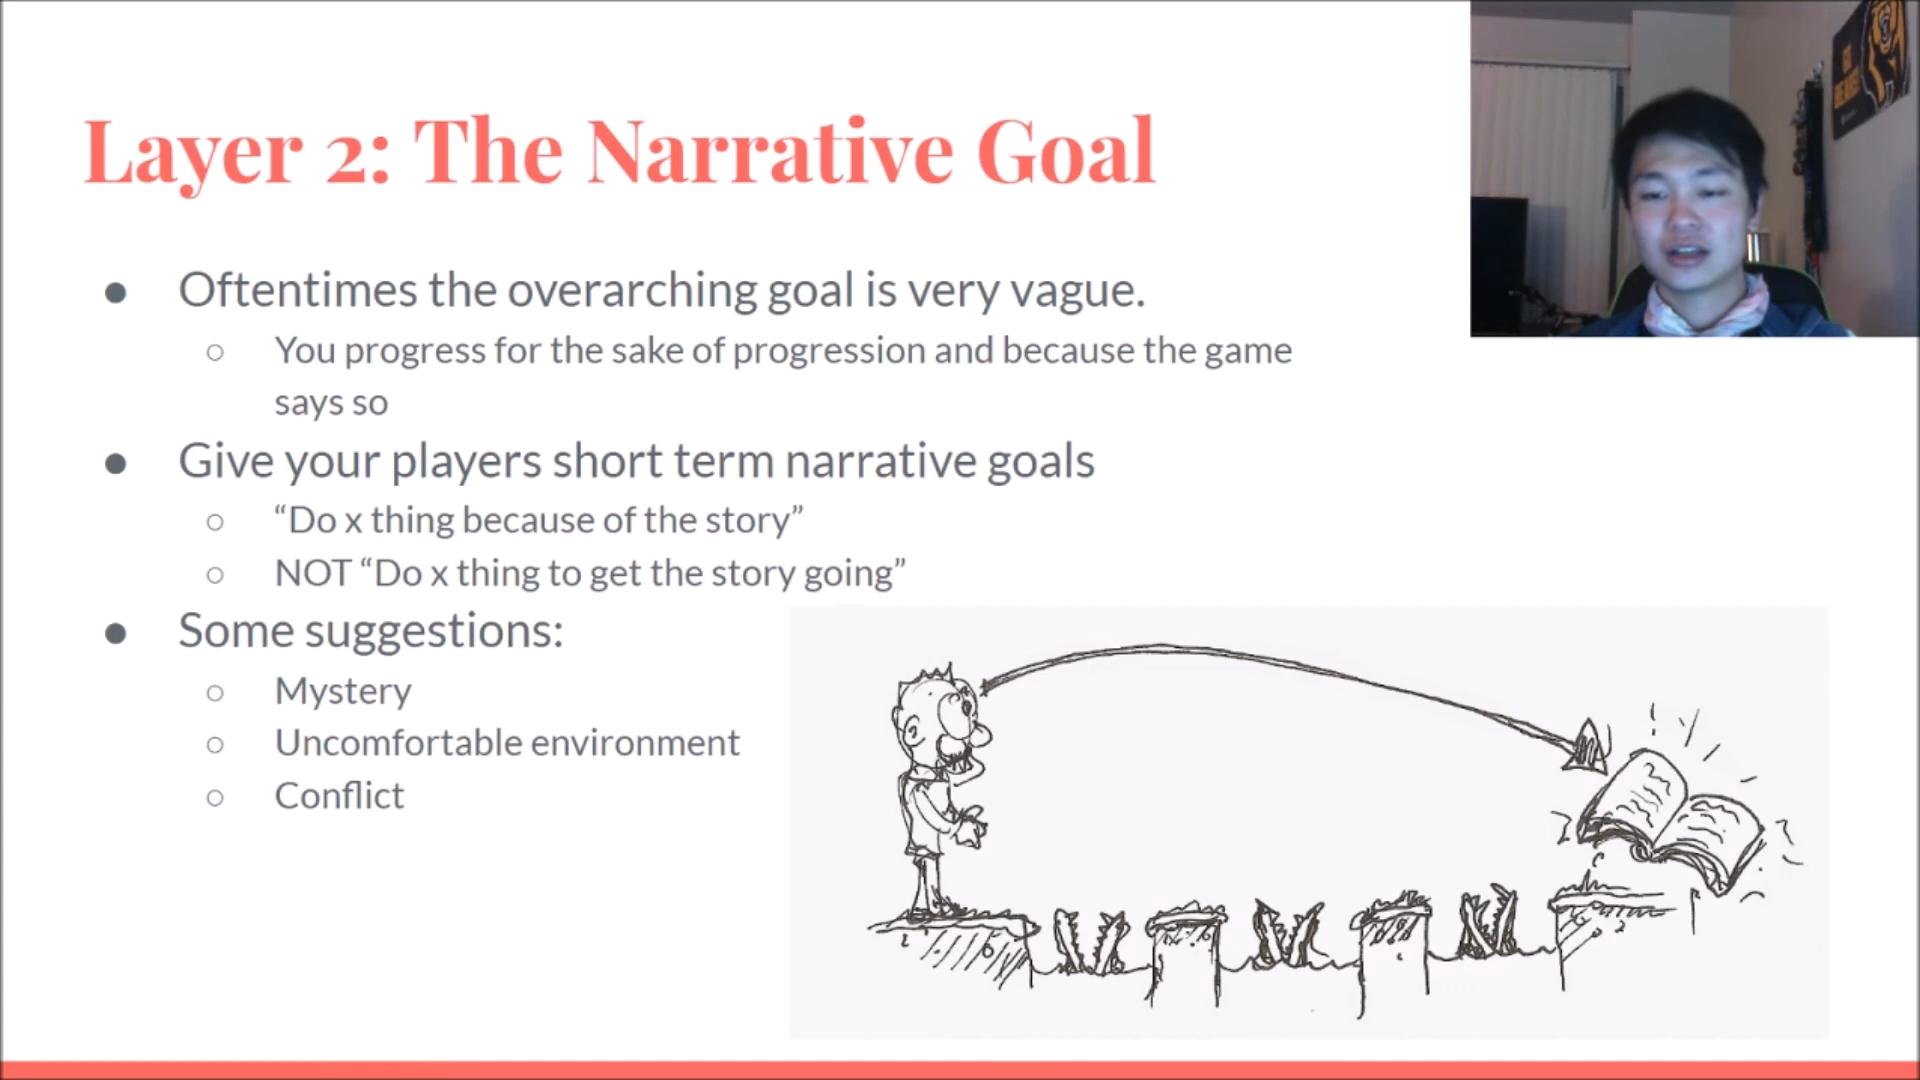 Layer 2: The Narrative Goal
● Oftentimes the overarching goal is very vague.
○ You progress for the sake of progression and because the game
says so
● Give your players short term narrative goals
○ “Do x thing because of the story”
○ NOT “Do x thing to get the story going”
● Some suggestions:
○ Mystery
○ Uncomfortable environment
○ Conflict